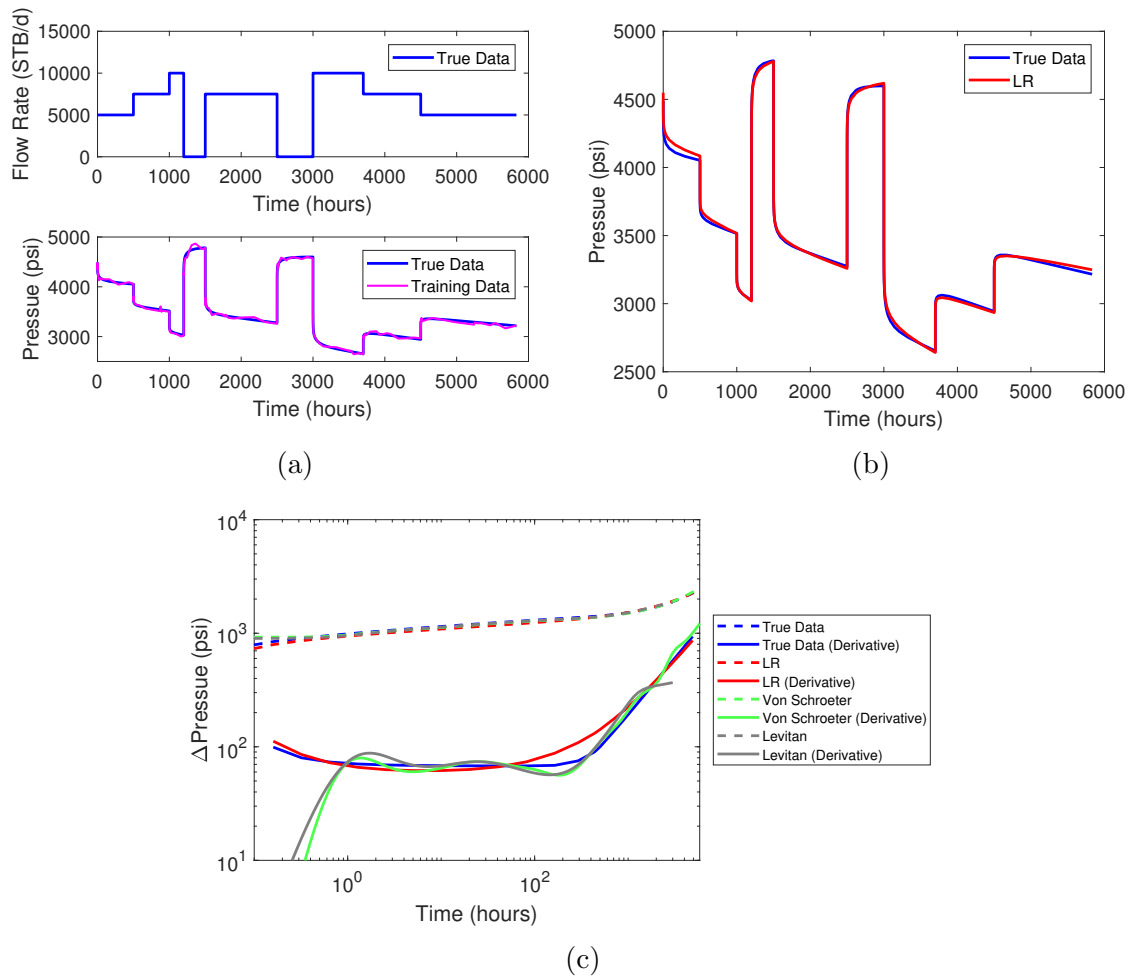 Flow Rate (STB/d)
15000
10000
5000
0
0 1000 2000 3000 4000 5000 6000
Time (hours)
True Data
Pressue (psi)
5000
4000
3000
0 1000 2000 3000 4000 5000 6000
Time (hours)
True Data
Training Data
(a)
Pressue (psi)
5000
4500
4000
3500
3000
2500
0 1000 2000 3000 4000 5000 6000
Time (hours)
True Data
LR
(b)
ΔPressue (psi)
10^4
10^3
10^2
10^1
10^0 10^2
Time (hours)
True Data
True Data (Derivative)
LR
LR (Derivative)
Von Schroeter
Von Schroeter (Derivative)
Levitan
Levitan (Derivative)
(c)